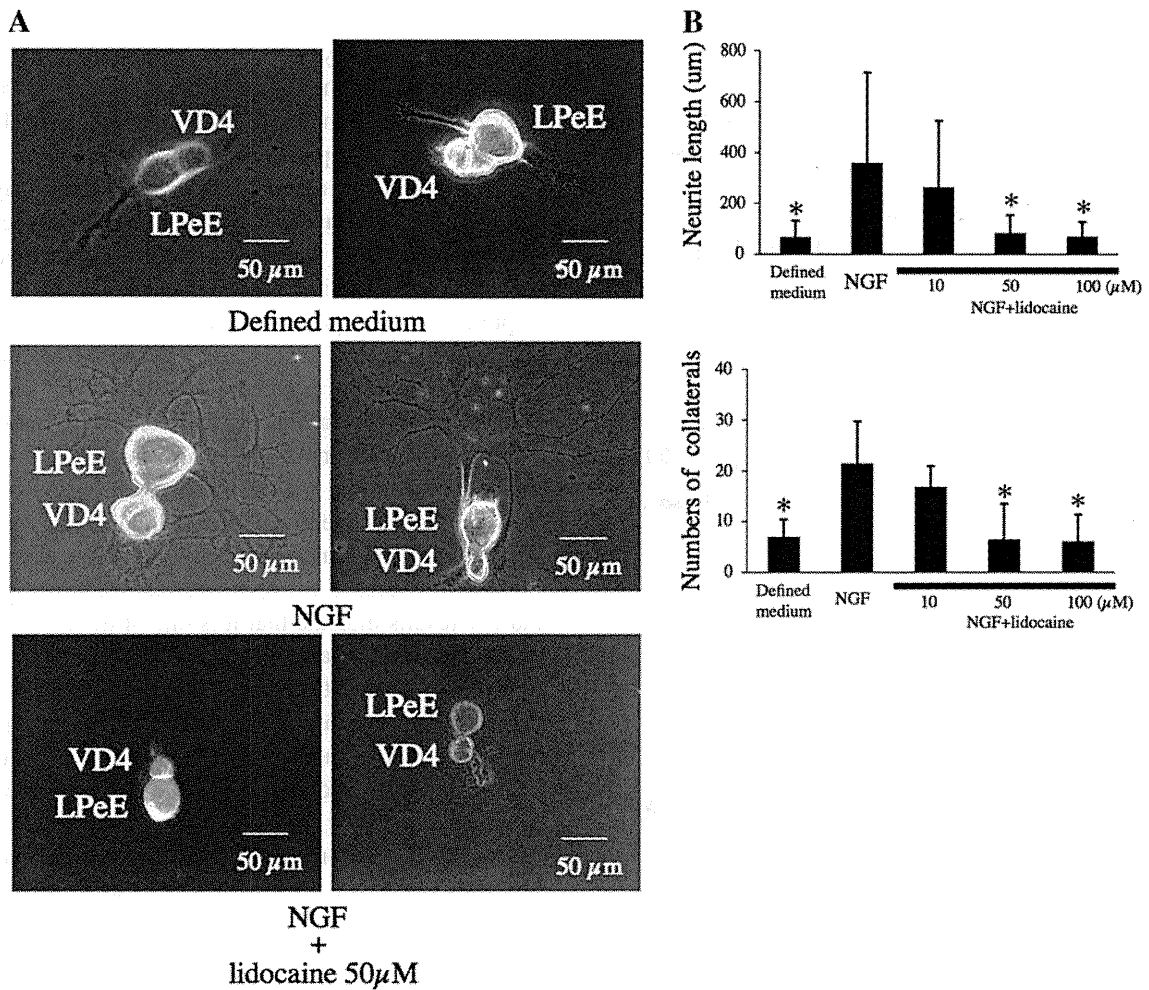 A
VD4
LPeE
50 µm
LPeE
VD4
50 µm
Defined medium
LPeE
VD4
50 µm
LPeE
VD4
50 µm
NGF
VD4
LPeE
50 µm
LPeE
VD4
50 µm
NGF
+
lidocaine 50µM
B
Neurite length (um)
800
600
400
200
0
*
*
*
Defined
medium
NGF
10
50
100 (µM)
NGF+lidocaine
Numbers of collaterals
40
30
20
10
0
*
*
*
Defined
medium
NGF
10
50
100 (µM)
NGF+lidocaine